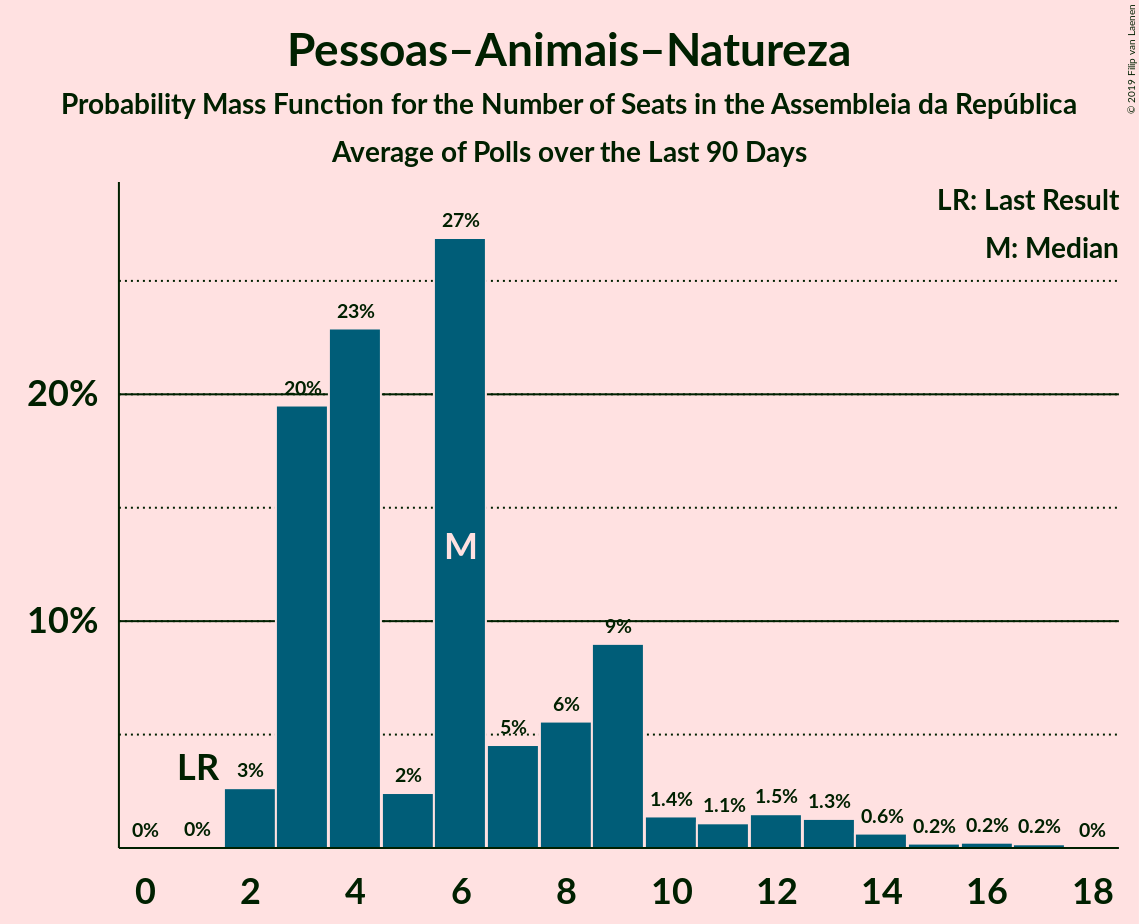 Pessoas–Animais–Natureza
Probability Mass Function for the Number of Seats in the Assembleia da República
Average of Polls over the Last 90 Days
© 2019 Filip van Laenen
LR: Last Result
M: Median
20%
10%
0%
0%
LR
3%
20%
23%
2%
27%
M
5%
6%
9%
1.4%
1.1%
1.5%
1.3%
0.6%
0.2%
0.2%
0.2%
0%
0 2 4 6 8 10 12 14 16 18